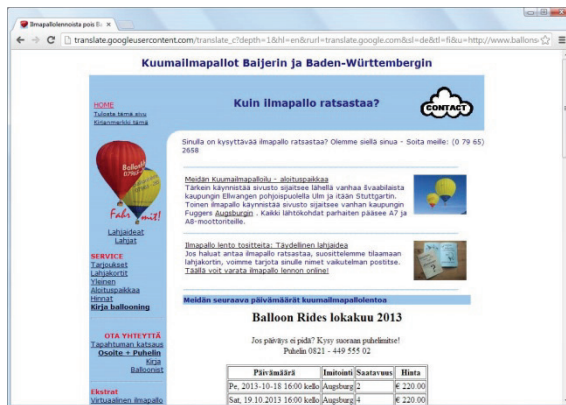 Ilmapallolennoista pois Ba
translate.googleusercontent.com/translate_c?depth=1&hl=en&rurl=translate.google.com&sl=de&tl=fi&u=http://www.ballons
Kuumailmapallot Baijerin ja Baden-Württembergin
HOME
Tulosta tämä sivu
Kirjanmerkki tämä
Kuin ilmapallo ratsastaa?
CONTACT
Sinulla on kysyttävää ilmapallo ratsastaa? Olemme siellä sinua - Soita meille: (0 79 65)
2658
Fahr mit!
Lahjaideat
Lahjat
SERVICE
Tarjoukset
Lahjakortit
Yleinen
Aloituspaikkaa
Hinnat
Kirja ballooning
OTA YHTEYTTÄ
Tapahtuman katsaus
Osoite + Puhelin
Kirja
Balloonist
Ekstrat
Virtuaalinen ilmapallo
Meidän Kuumailmapalloilu - aloituspaikkaa
Tärkein käynnistää sivusto sijaitsee lähellä vanhaa švaabilaista
kaupungin Ellwangen pohjoispuolella Ulm ja itään Stuttgartin.
Toinen ilmapallo käynnistää sivusto sijaitsee vanhan kaupungin
Fuggers Augsburgin . Kaikki lähtökohdat parhaiten pääsee A7 ja
A8-moottoriteille.
Ilmapallo lento tositteita: Täydellinen lahjaidea
Jos haluat antaa ilmapallo ratsastaa, suosittelemme tilaamaan
lahjakortin, voimme tarjota sinulle nimet vaikutelman postitse.
Täällä voit varata ilmapallo lennon online!
Meidän seuraava päivämäärät kuumailmapallolentoa
Balloon Rides lokakuu 2013
Jos päiväys ei pidä? Kysy suoraan puhelimitse!
Puhelin 0821 - 449 555 02
Päivämäärä Imitointi Saatavuus Hinta
Pe, 2013-10-18 16:00 kello Augsburg 2 € 220.00
Sat, 19.10.2013 16:00 kello Augsburg 4 € 220.00